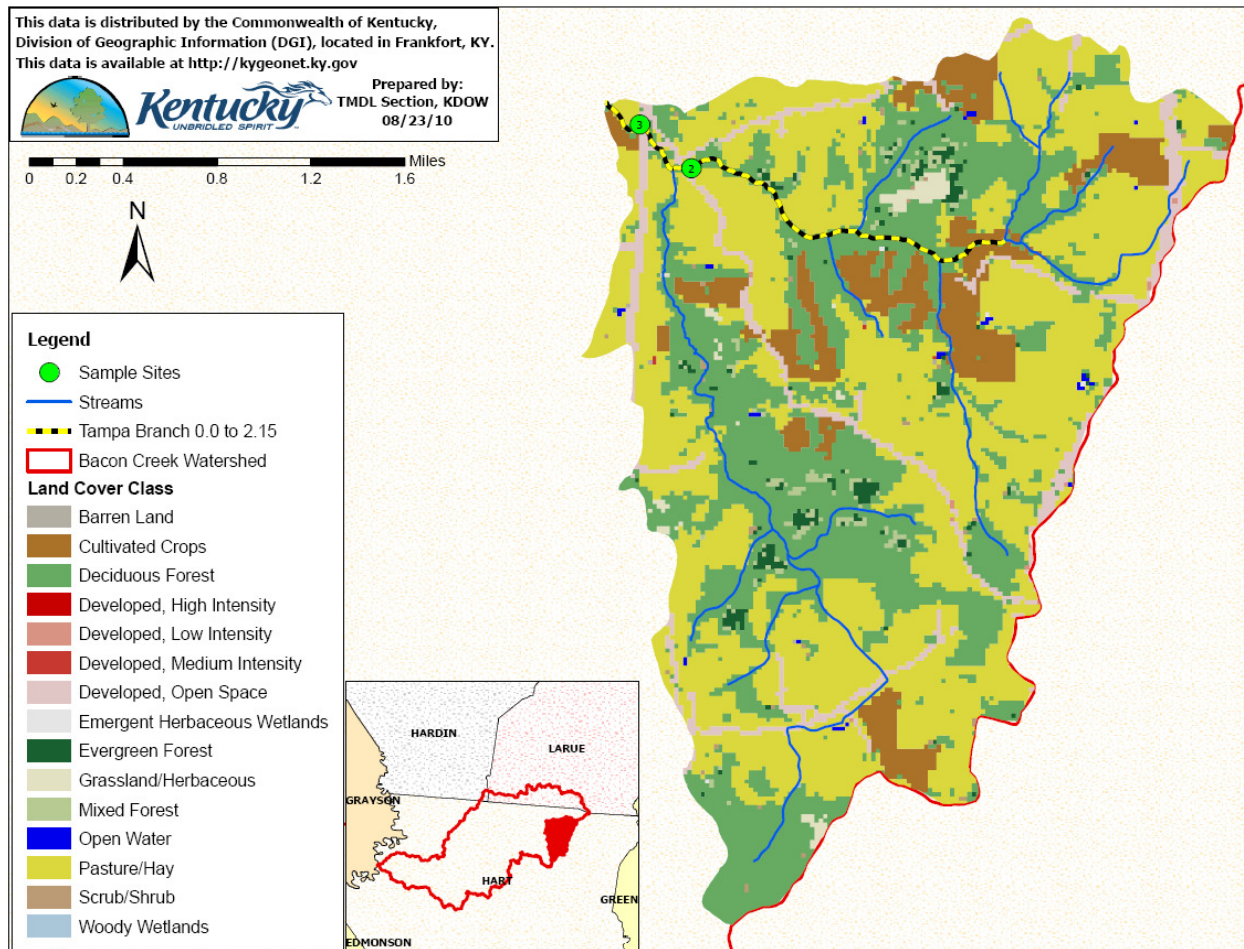 This data is distributed by the Commonwealth of Kentucky,
Division of Geographic Information (DGI), located in Frankfort, KY.
This data is available at http://kygeonet.ky.gov
Kentucky
UNBRIDLED SPIRIT
Prepared by:
TMDL Section, KDOW
08/23/10
Miles
0 0.2 0.4 0.8 1.2 1.6
N
3
2
Legend
Sample Sites
Streams
Tampa Branch 0.0 to 2.15
Bacon Creek Watershed
Land Cover Class
Barren Land
Cultivated Crops
Deciduous Forest
Developed, High Intensity
Developed, Low Intensity
Developed, Medium Intensity
Developed, Open Space
Emergent Herbaceous Wetlands
Evergreen Forest
Grassland/Herbaceous
Mixed Forest
Open Water
Pasture/Hay
Scrub/Shrub
Woody Wetlands
HARDIN
LARUE
GRAYSON
HART
GREEN
EDMONSON